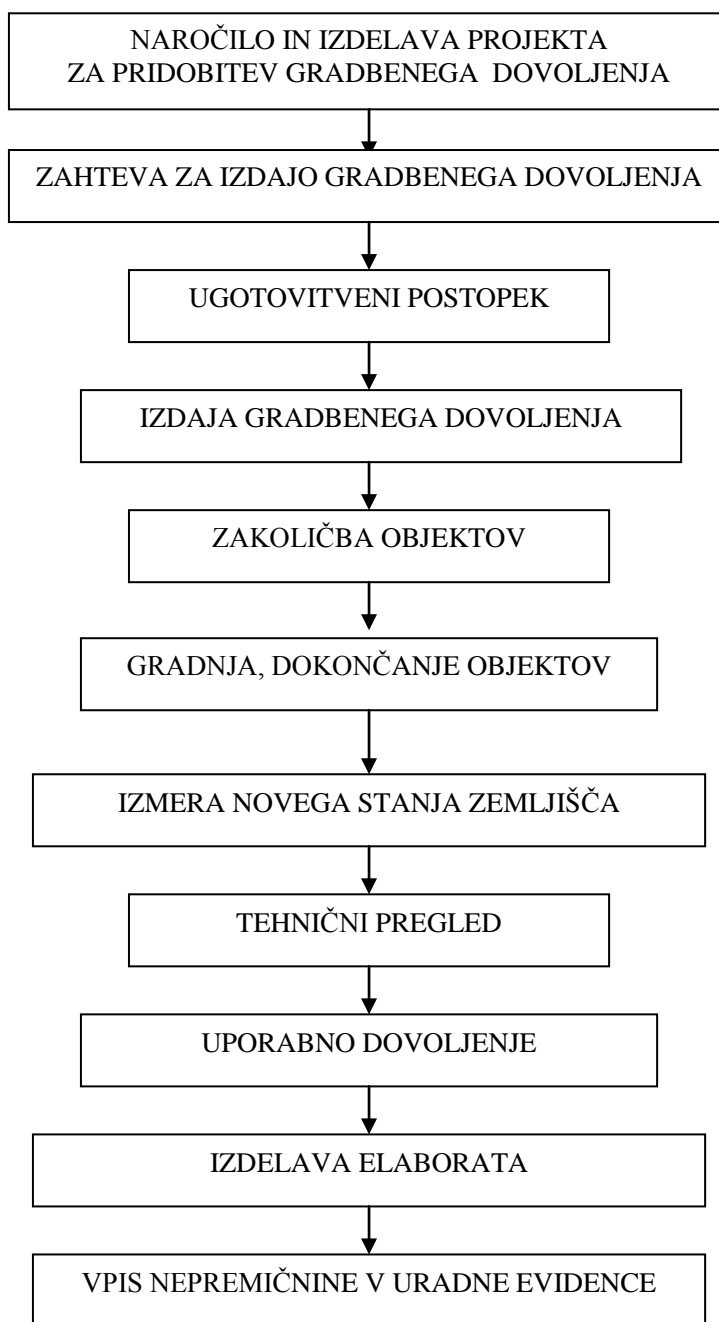 NAROČILO IN IZDELAVA PROJEKTA
ZA PRIDOBITEV GRADBENEGA DOVOLJENJA
ZAHTEVA ZA IZDAJO GRADBENEGA DOVOLJENJA
UGOTOVITVENI POSTOPEK
IZDAJA GRADBENEGA DOVOLJENJA
ZAKOLIČBA OBJEKTOV
GRADNJA, DOKONČANJE OBJEKTOV
IZMERA NOVEGA STANJA ZEMLJIŠČA
TEHNIČNI PREGLED
UPORABNO DOVOLJENJE
IZDELAVA ELABORATA
VPIS NEPREMIČNINE V URADNE EVIDENCE